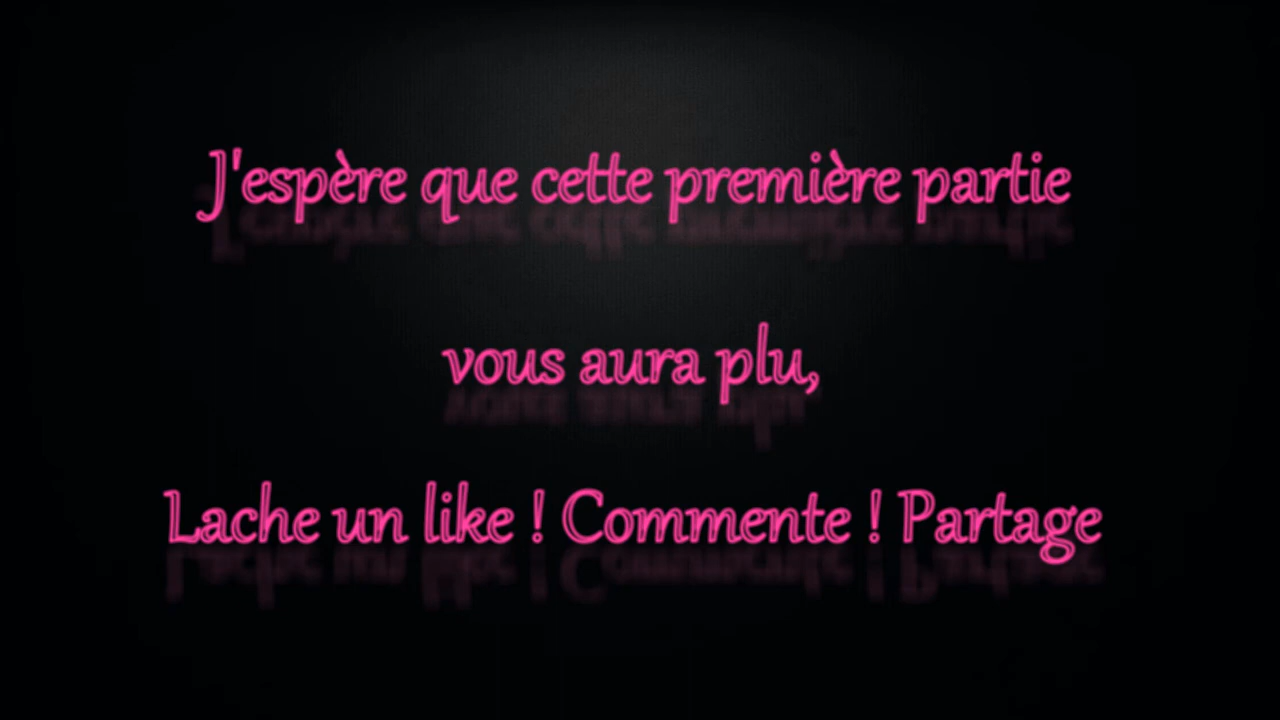 J'espère que cette première partie
vous aura plu,
Lache un like ! Commente ! Partage